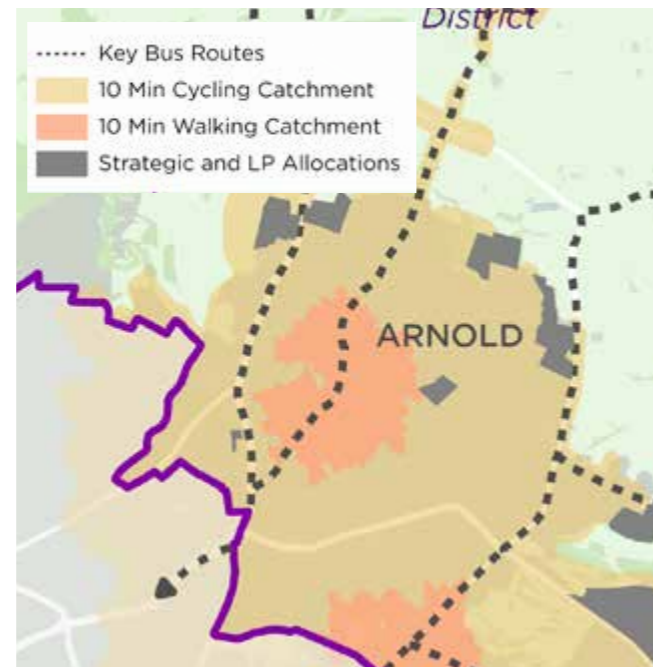 District
Key Bus Routes
10 Min Cycling Catchment
10 Min Walking Catchment
Strategic and LP Allocations
ARNOLD